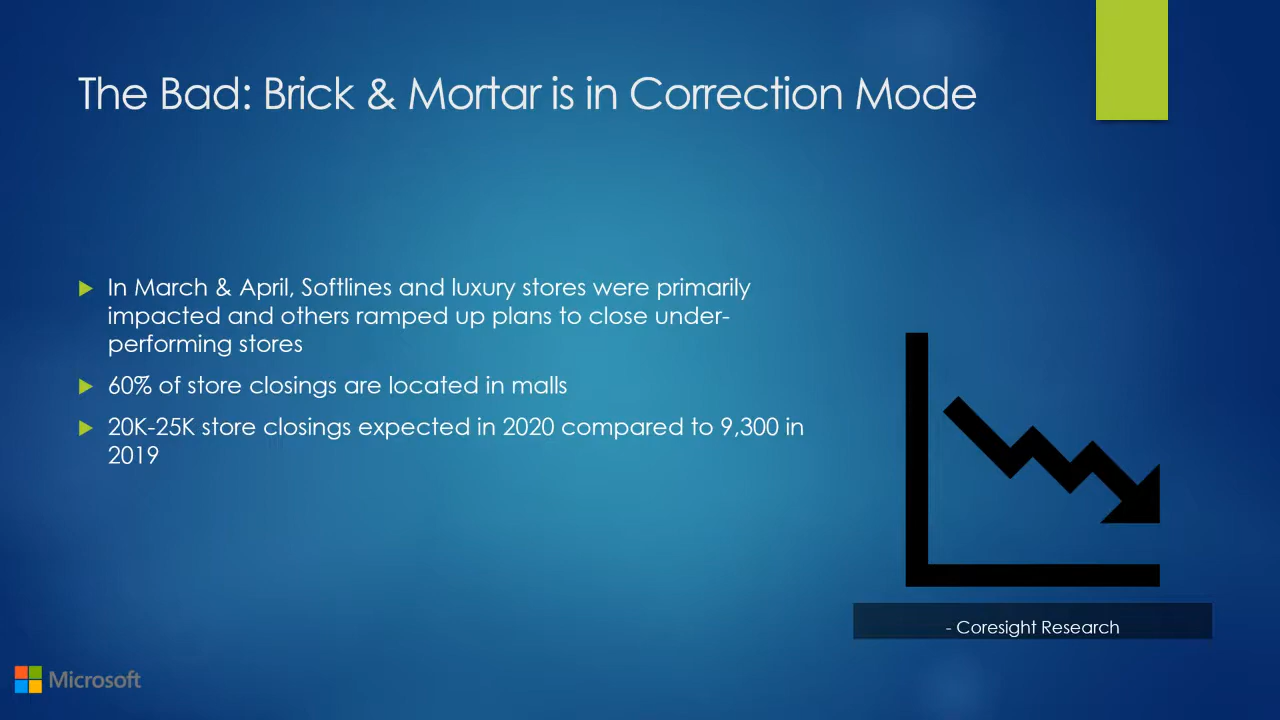 The Bad: Brick & Mortar is in Correction Mode
In March & April, Softlines and luxury stores were primarily
impacted and others ramped up plans to close under-
performing stores
60% of store closings are located in malls
20K-25K store closings expected in 2020 compared to 9,300 in
2019
- Coresight Research
Microsoft